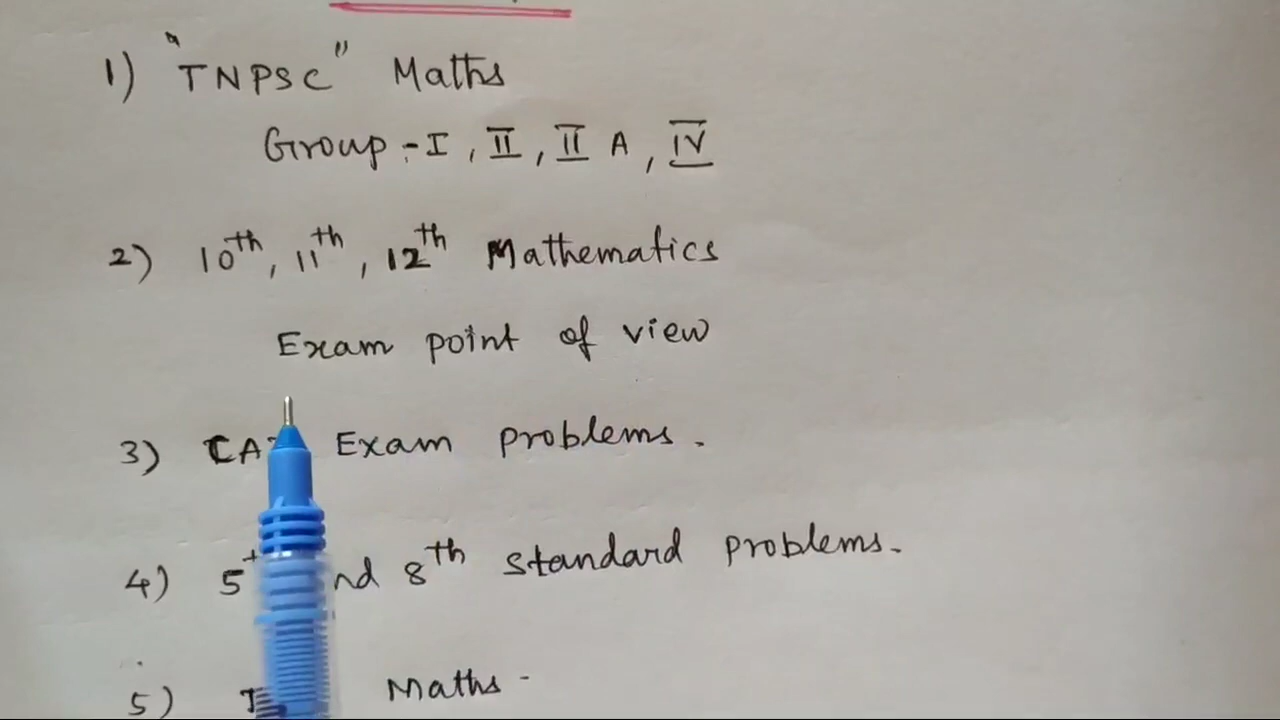 1) "TNPSC" Maths
Group - I, II, II A, IV
2) 10th, 11th, 12th Mathematics
Exam point of view
3) Exam problems.
4) 8th standard problems.
5) Maths.